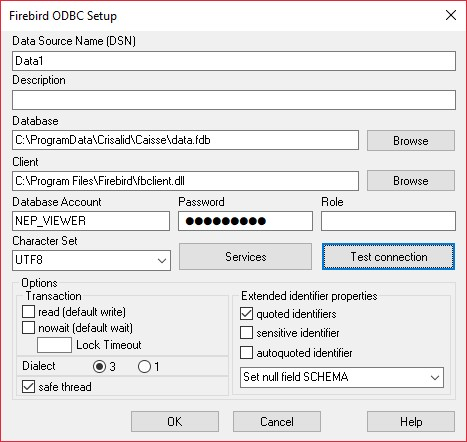 Firebird ODBC Setup
Data Source Name (DSN)
Data1
Description
Database
C:\ProgramData\Crisalid\Caisse\data.fdb
Browse
Client
C:\Program Files\Firebird\fbclient.dll
Browse
Database Account Password Role
NEP_VIEWER ●●●●●●●●●
Character Set
UTF8 Services Test connection
Options
Transaction
read (default write)
nowait (default wait)
Lock Timeout
Dialect 3 1
safe thread
Extended identifier properties
quoted identifiers
sensitive identifier
autoquoted identifier
Set null field SCHEMA
OK Cancel Help